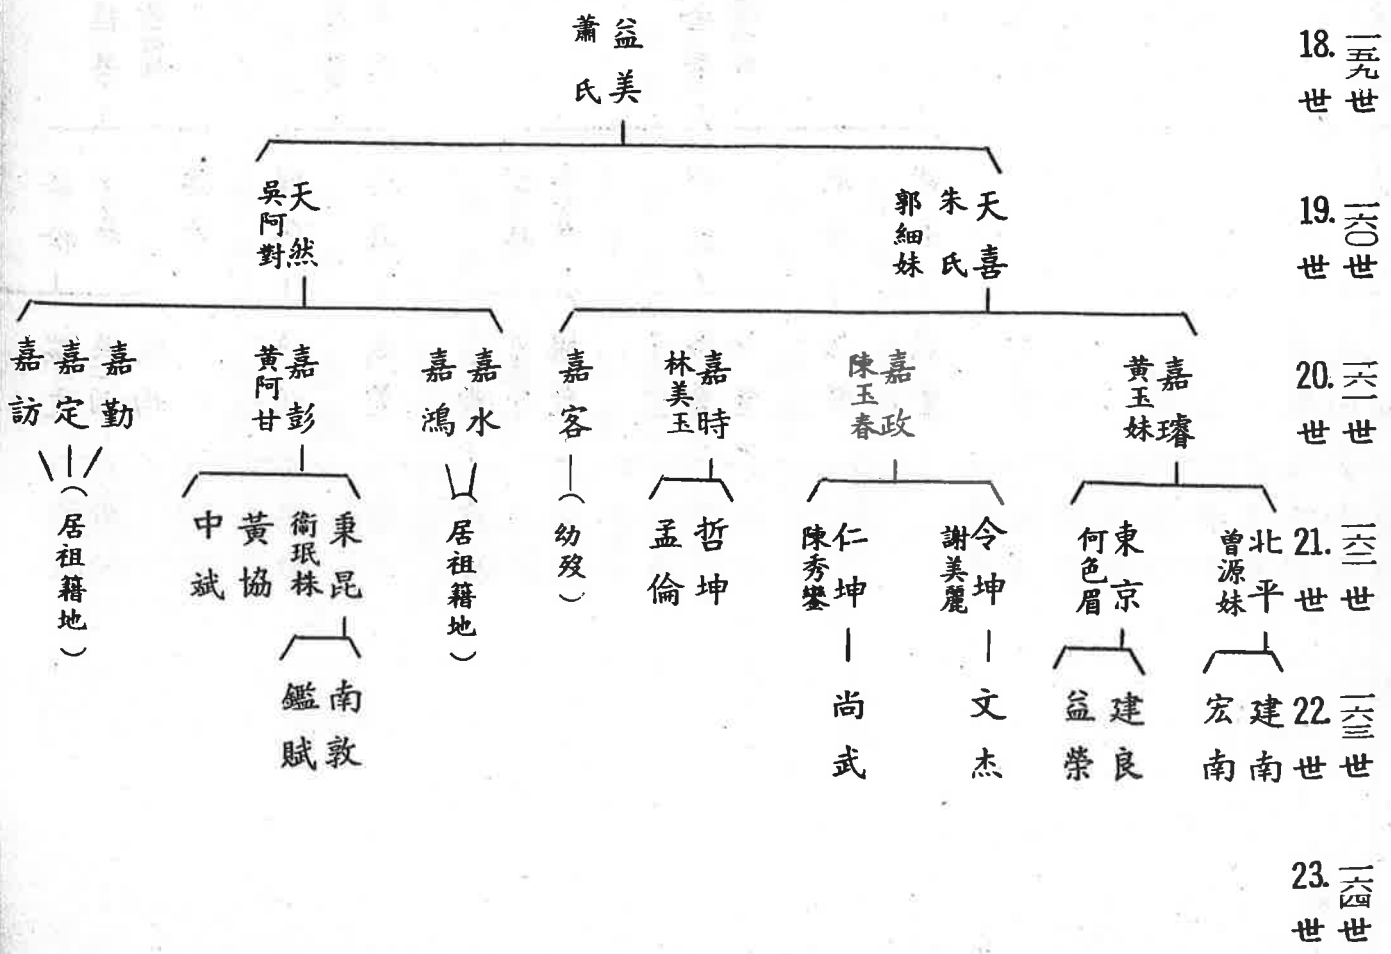 18. 世
一五九世
益美
蕭氏
19. 世
一六〇世
天喜
朱氏
郭細妹
天然
吳阿對
20. 世
一六一世
嘉璿
黃玉妹
嘉政
陳玉春
嘉時
林美玉
嘉客
嘉水
嘉鴻
嘉彭
黃阿甘
嘉勤
嘉定
嘉訪
21. 世
一六二世
北平
曾源妹
東京
何色眉
令坤
謝美麗
仁坤
陳秀鑾
哲坤
孟倫
(幼歿)
(居祖籍地)
秉昆
衛珉株
黃協
中斌
(居祖籍地)
22. 世
一六三世
建南
宏南
建良
益榮
文杰
尚武
南敦
鑑賦
23. 世
一六四世